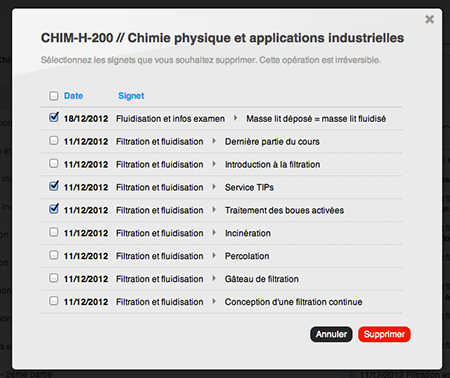 CHIM-H-200 // Chimie physique et applications industrielles
Sélectionnez les signets que vous souhaitez supprimer. Cette opération est irréversible.
Date Signet
18/12/2012 Fluidisation et infos examen Masse lit déposé = masse lit fluidisé
11/12/2012 Filtration et fluidisation Dernière partie du cours
11/12/2012 Filtration et fluidisation Introduction à la filtration
11/12/2012 Filtration et fluidisation Service TIPs
11/12/2012 Filtration et fluidisation Traitement des boues activées
11/12/2012 Filtration et fluidisation Incinération
11/12/2012 Filtration et fluidisation Percolation
11/12/2012 Filtration et fluidisation Gâteau de filtration
11/12/2012 Filtration et fluidisation Conception d'une filtration continue
Annuler Supprimer